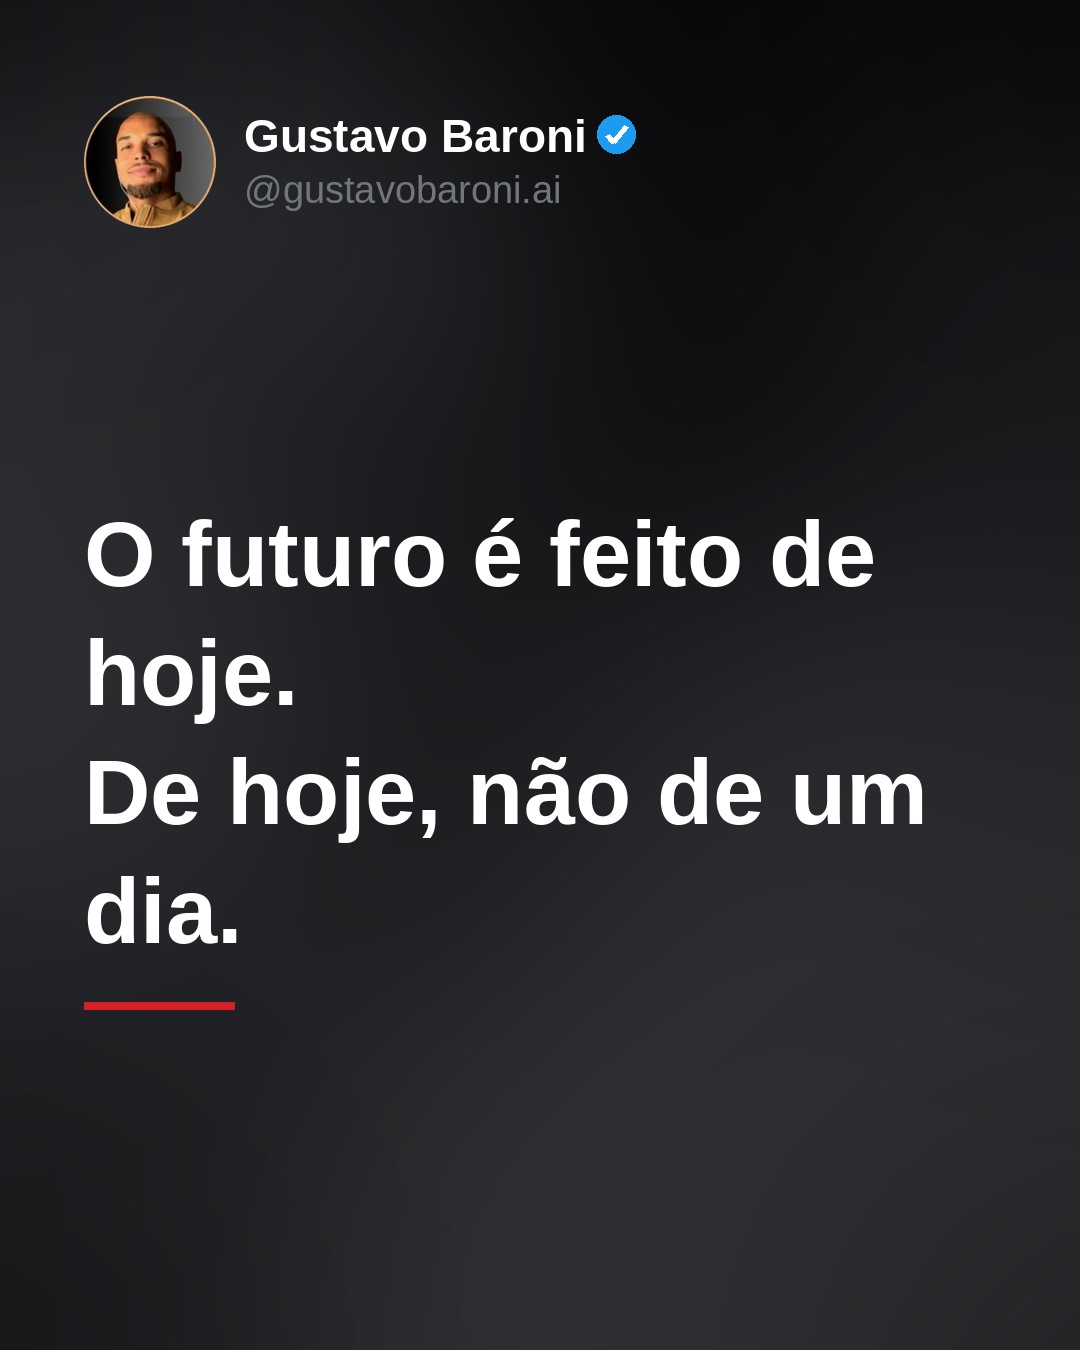 Gustavo Baroni
@gustavobaroni.ai
O futuro é feito de
hoje.
De hoje, não de um
dia.